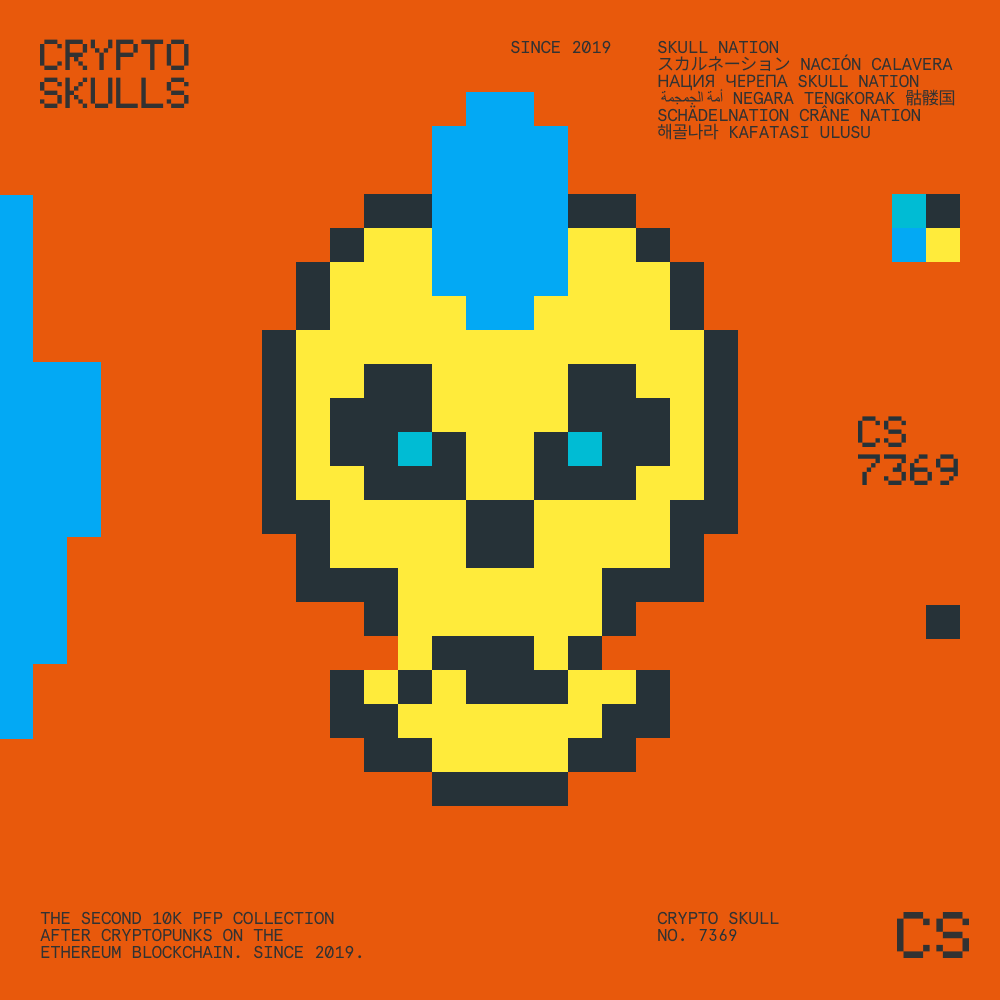 CRYPTO
SKULLS
SINCE 2019
SKULL NATION
スカルネーション NACIÓN CALAVERA
НАЦИЯ ЧЕРЕПА SKULL NATION
أمة الجمجمة NEGARA TENGKORAK 骷髅国
SCHÄDELNATION CRÂNE NATION
해골나라 KAFATASI ULUSU
CS
7369
THE SECOND 10K PFP COLLECTION
AFTER CRYPTOPUNKS ON THE
ETHEREUM BLOCKCHAIN. SINCE 2019.
CRYPTO SKULL
NO. 7369
CS